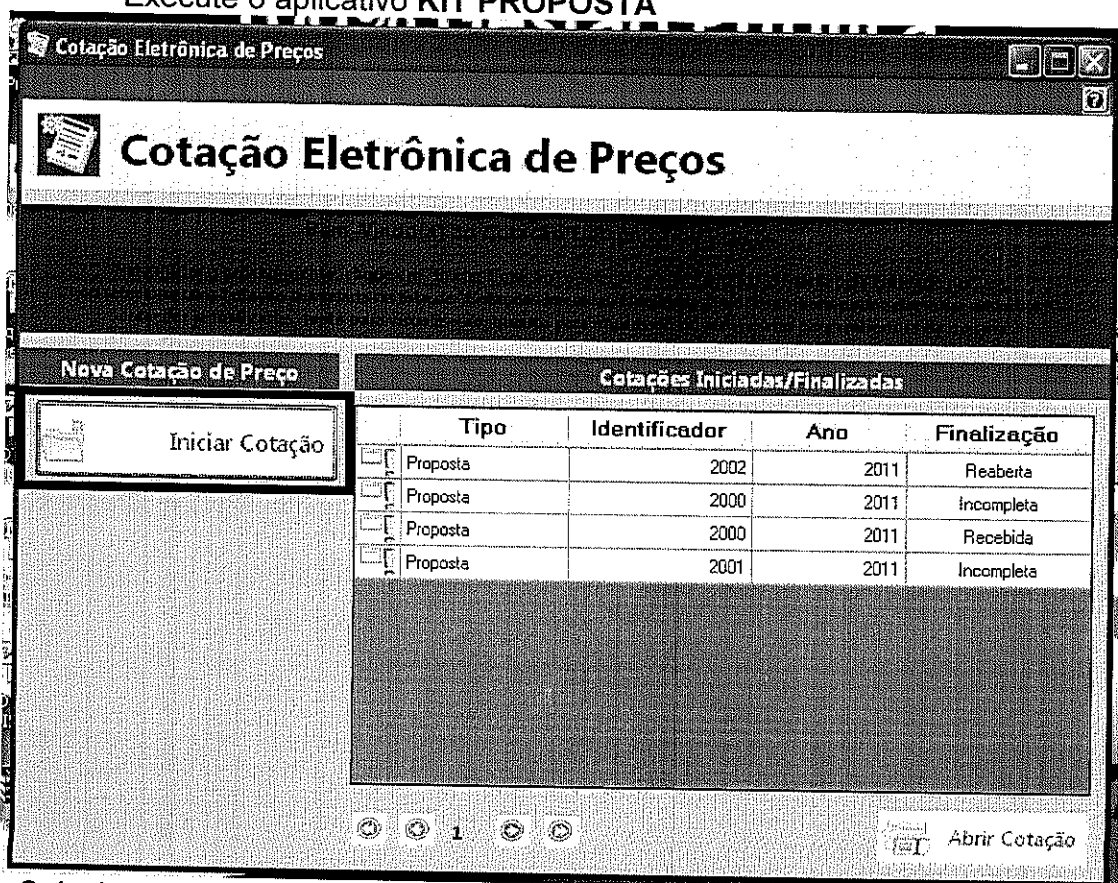 Execute o aplicativo KIT PROPOSTA
Cotação Eletrônica de Preços
Cotação Eletrônica de Preços
Nova Cotação de Preço
Cotações Iniciadas/Finalizadas
Iniciar Cotação
Tipo Identificador Ano Finalização
Proposta 2002 2011 Reaberta
Proposta 2000 2011 Incompleta
Proposta 2000 2011 Recebida
Proposta 2001 2011 Incompleta
1
Abrir Cotação